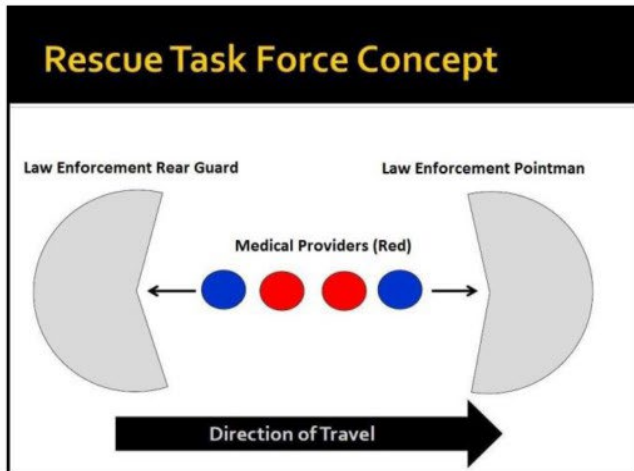 Rescue Task Force Concept
Law Enforcement Rear Guard
Law Enforcement Pointman
Medical Providers (Red)
Direction of Travel